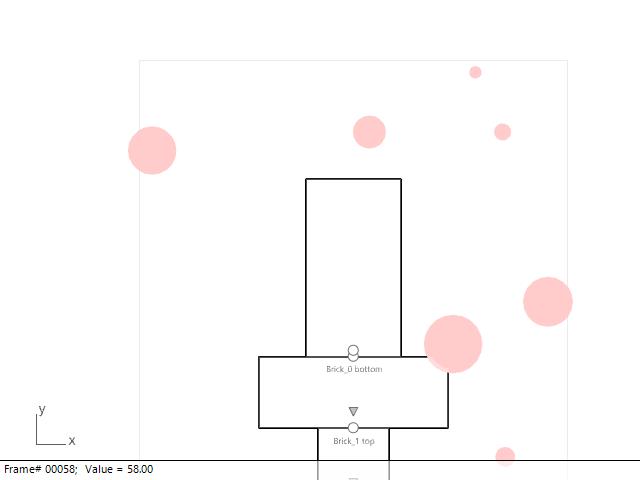 Brick_0 bottom
Brick_1 top
y
x
Frame# 00058;  Value = 58.00